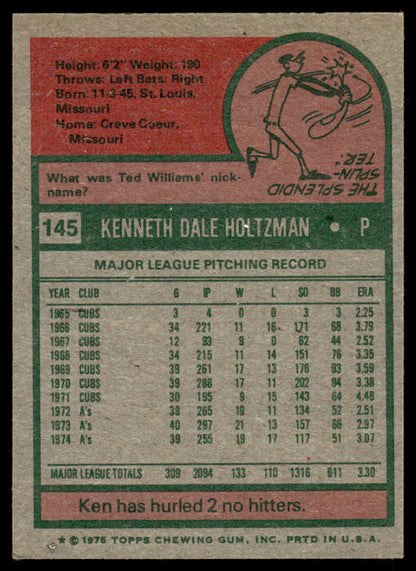 Height: 6'2" Weight: 190
Throws: Left Bats: Right
Born: 11-3-45, St. Louis,
Missouri
Home: Creve Coeur,
Missouri
What was Ted Williams' nick-
name?
"THE SPLENDID
SPLIN-
TER."
145 KENNETH DALE HOLTZMAN • P
MAJOR LEAGUE PITCHING RECORD
YEAR CLUB G IP W L SO BB ERA
1965 CUBS 3 4 0 0 3 3 2.25
1966 CUBS 34 221 11 16 171 68 3.79
1967 CUBS 12 93 9 0 62 44 2.52
1968 CUBS 34 215 11 14 151 76 3.35
1969 CUBS 39 261 17 13 176 93 3.59
1970 CUBS 39 288 17 11 202 94 3.38
1971 CUBS 30 195 9 15 143 64 4.48
1972 A's 39 265 19 11 134 52 2.51
1973 A's 40 297 21 13 157 66 2.97
1974 A's 39 255 19 17 117 51 3.07
MAJOR LEAGUE TOTALS 309 2094 133 110 1316 611 3.30
Ken has hurled 2 no hitters.
★ © 1975 TOPPS CHEWING GUM, INC. PRTD IN U.S.A.